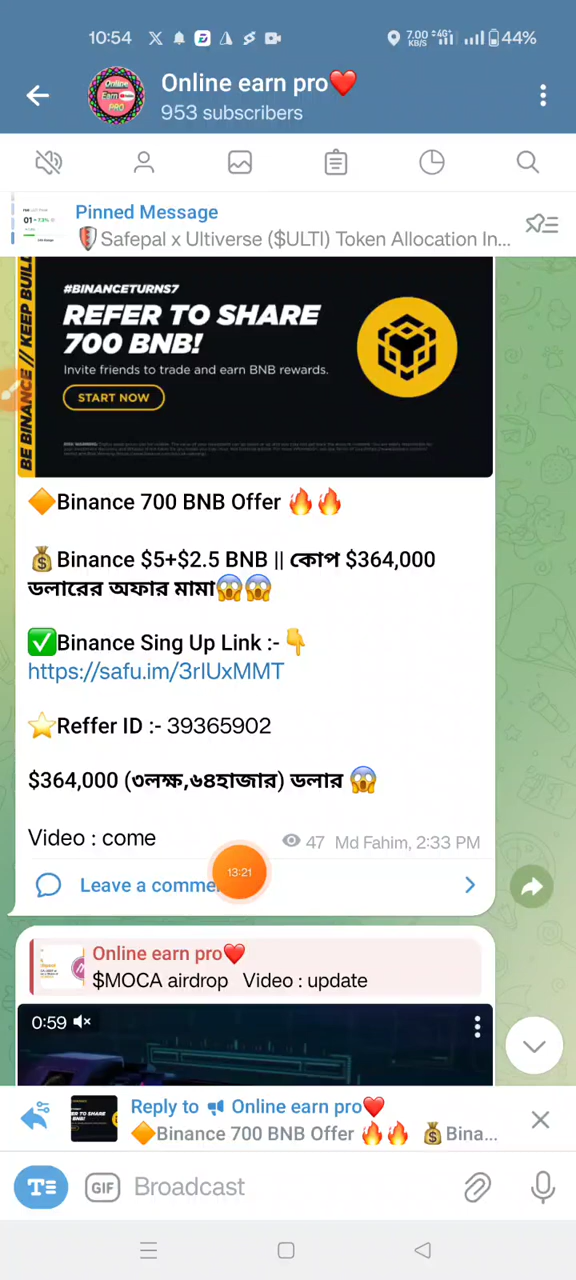 10:54
7.00 KB/S
4G+
44%
Online earn pro❤️
953 subscribers
Pinned Message
🛡Safepal x Ultiverse ($ULTI) Token Allocation In...
BE BINANCE // KEEP BUILD
#BINANCETURNS7
REFER TO SHARE
700 BNB!
Invite friends to trade and earn BNB rewards.
START NOW
🔶Binance 700 BNB Offer 🔥🔥
💰Binance $5+$2.5 BNB || কোপ $364,000
ডলারের অফার মামা😱😱
✅Binance Sing Up Link :- 👇
https://safu.im/3rlUxMMT
⭐Reffer ID :- 39365902
$364,000 (৩লক্ষ,৬৪হাজার) ডলার 😱
Video : come
47 Md Fahim, 2:33 PM
Leave a comme
13:21
Online earn pro❤️
$MOCA airdrop Video : update
0:59
Reply to 📢 Online earn pro❤️
🔶Binance 700 BNB Offer 🔥🔥 💰Bina...
GIF Broadcast